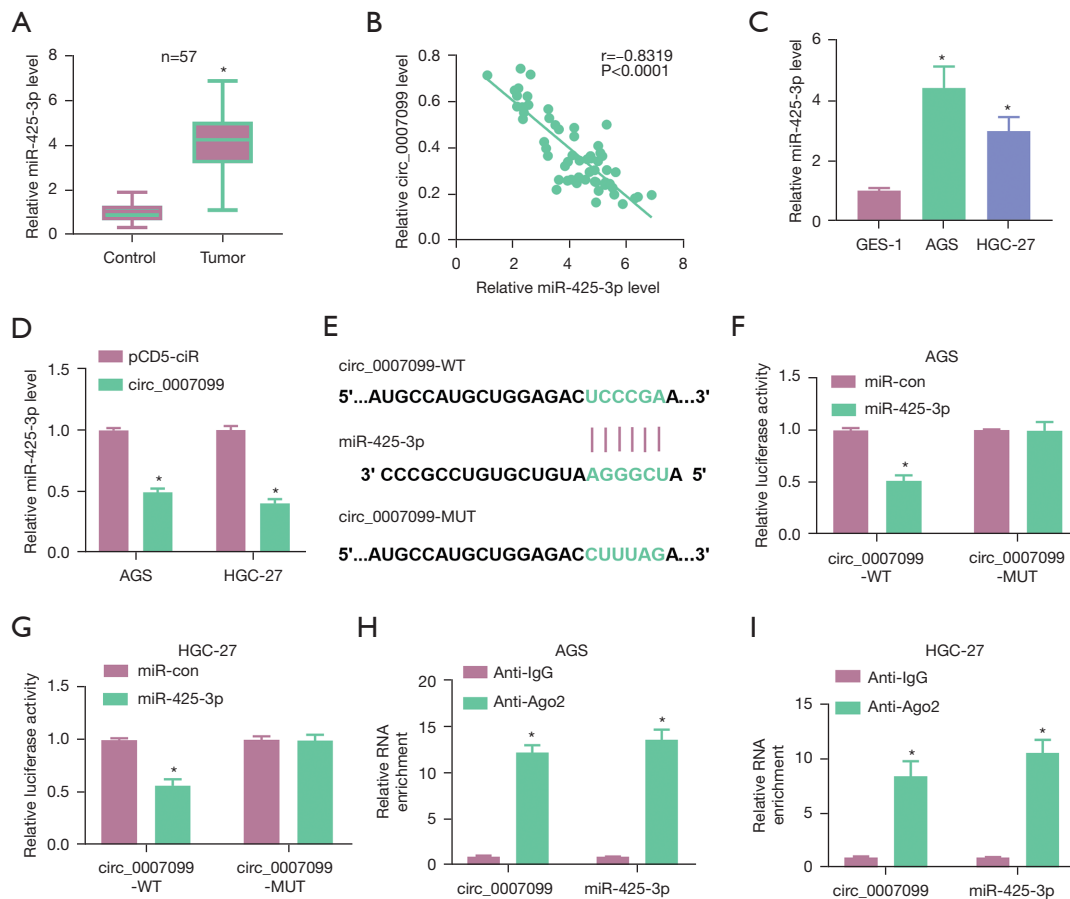 A
n=57
*
Relative miR-425-3p level
8
6
4
2
0
Control
Tumor
B
r=−0.8319
P<0.0001
Relative circ_0007099 level
0.8
0.6
0.4
0.2
0.0
0
2
4
6
8
Relative miR-425-3p level
C
Relative miR-425-3p level
6
4
2
0
*
*
GES-1
AGS
HGC-27
D
pCD5-ciR
circ_0007099
Relative miR-425-3p level
1.5
1.0
0.5
0.0
*
*
AGS
HGC-27
E
circ_0007099-WT
5'...AUGCCAUGCUGGAGACUCCCGAA...3'
miR-425-3p
3' CCCGCCUGUGCUGUAAGGGCUA 5'
circ_0007099-MUT
5'...AUGCCAUGCUGGAGACCUUUAGA...3'
F
AGS
miR-con
miR-425-3p
Relative luciferase activity
1.5
1.0
0.5
0.0
*
circ_0007099
-WT
circ_0007099
-MUT
G
HGC-27
miR-con
miR-425-3p
Relative luciferase activity
1.5
1.0
0.5
0.0
*
circ_0007099
-WT
circ_0007099
-MUT
H
AGS
Anti-IgG
Anti-Ago2
Relative RNA
enrichment
20
15
10
5
0
*
*
circ_0007099
miR-425-3p
I
HGC-27
Anti-IgG
Anti-Ago2
Relative RNA
enrichment
15
10
5
0
*
*
circ_0007099
miR-425-3p